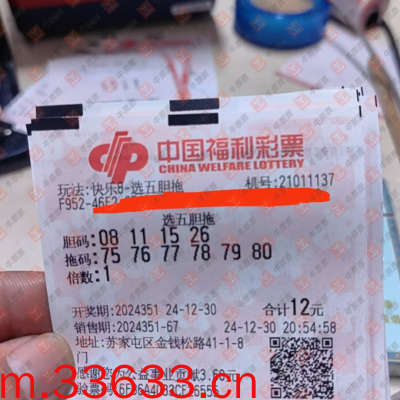 中国福利彩票
CHINA WELFARE LOTTERY
玩法:快乐8-选五胆拖 机号:21011137
选五胆拖
胆码:08 11 15 26
拖码:75 76 77 78 79 80
倍数:1
开奖期:2024351 24-12-30 合计12元
销售期:2024351-67 24-12-30 20:54:58
地址:苏家屯区金钱松路41-1-8
门
m.33633.cn